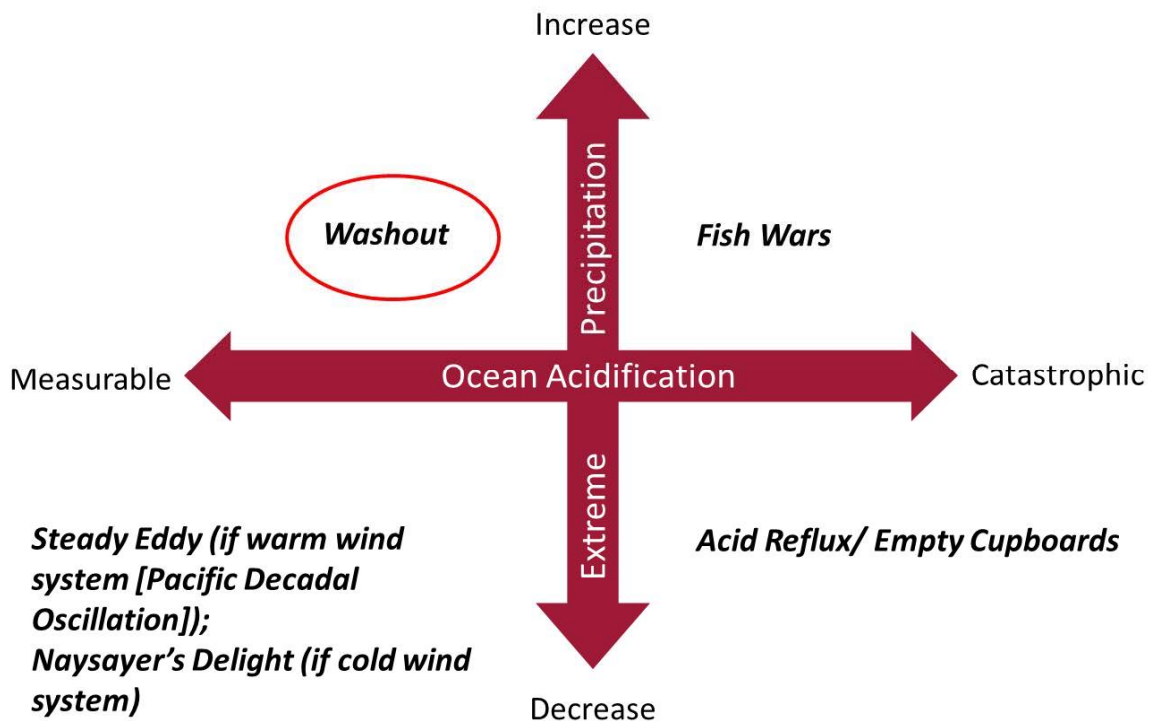 Increase
Precipitation
Washout
Fish Wars
Measurable
Ocean Acidification
Catastrophic
Extreme
Steady Eddy (if warm wind
system [Pacific Decadal
Oscillation]);
Naysayer's Delight (if cold wind
system)
Acid Reflux/ Empty Cupboards
Decrease